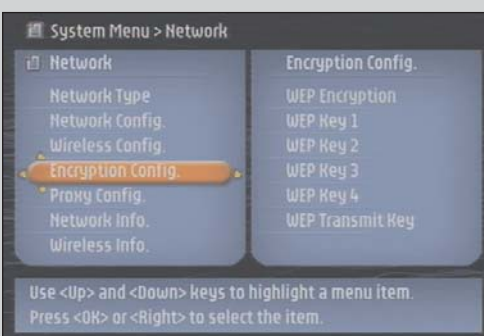 System Menu > Network
Network
Network Type
Network Config.
Wireless Config.
Encryption Config.
Proxy Config.
Network Info.
Wireless Info.
Encryption Config.
WEP Encryption
WEP Key 1
WEP Key 2
WEP Key 3
WEP Key 4
WEP Transmit Key
Use <Up> and <Down> keys to highlight a menu item.
Press <OK> or <Right> to select the item.